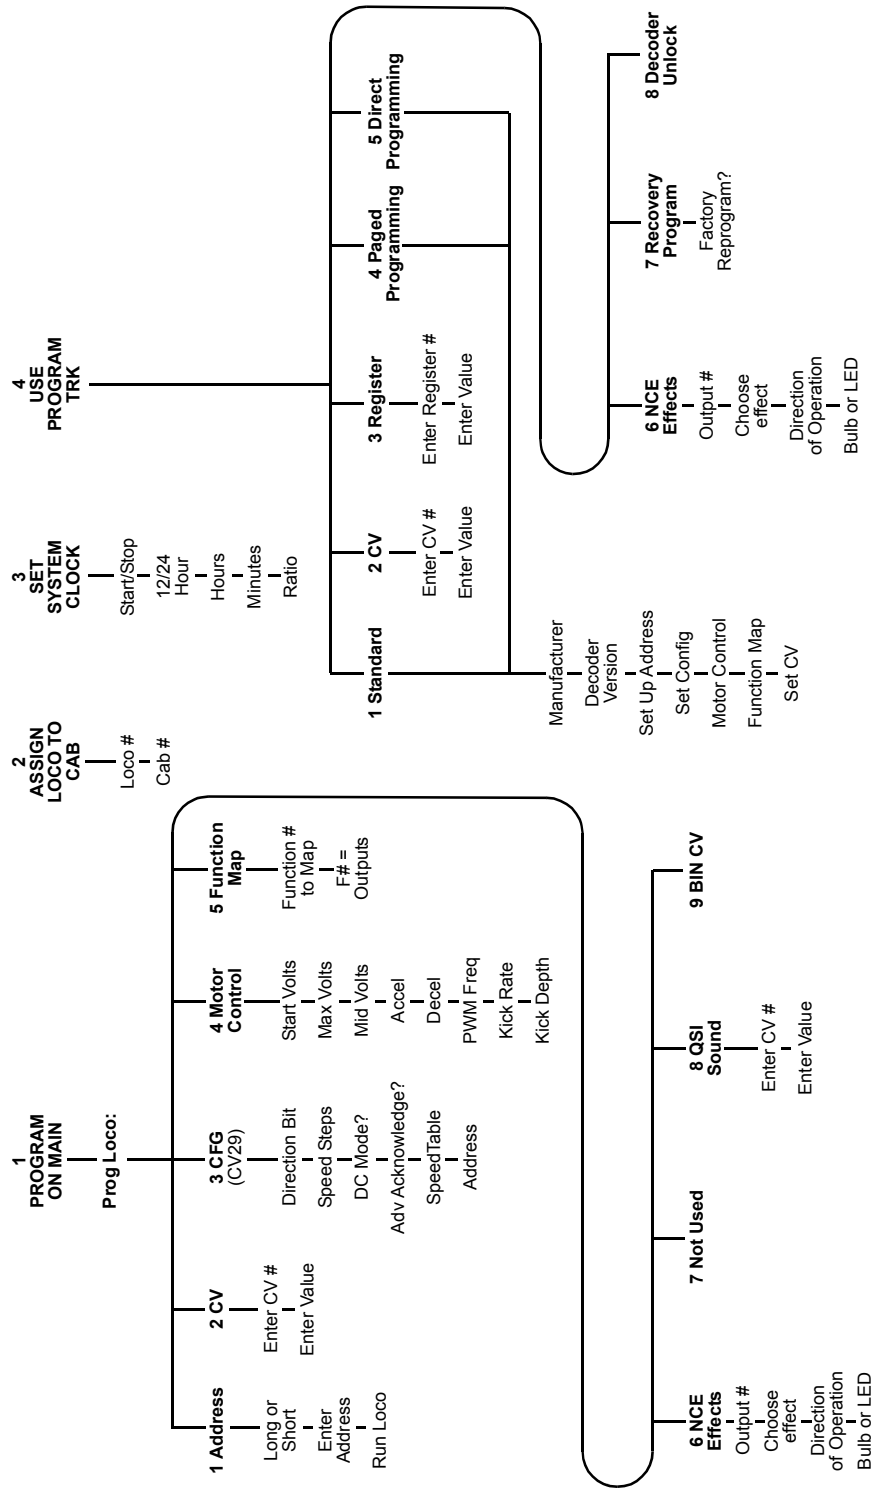 1
PROGRAM
ON MAIN
Prog Loco:
1 Address
Long or
Short
Enter
Address
Run Loco
2 CV
Enter CV #
Enter Value
3 CFG
(CV29)
Direction Bit
Speed Steps
DC Mode?
Adv Acknowledge?
SpeedTable
Address
4 Motor
Control
Start Volts
Max Volts
Mid Volts
Accel
Decel
PWM Freq
Kick Rate
Kick Depth
5 Function
Map
Function #
to Map
F# =
Outputs
6 NCE
Effects
Output #
Choose
effect
Direction
of Operation
Bulb or LED
7 Not Used
8 QSI
Sound
Enter CV #
Enter Value
9 BIN CV
2
ASSIGN
LOCO TO
CAB
Loco #
Cab #
3
SET
SYSTEM
CLOCK
Start/Stop
12/24
Hour
Hours
Minutes
Ratio
4
USE
PROGRAM
TRK
1 Standard
Manufacturer
Decoder
Version
Set Up Address
Set Config
Motor Control
Function Map
Set CV
2 CV
Enter CV #
Enter Value
3 Register
Enter Register #
Enter Value
4 Paged
Programming
5 Direct
Programming
6 NCE
Effects
Output #
Choose
effect
Direction
of Operation
Bulb or LED
7 Recovery
Program
Factory
Reprogram?
8 Decoder
Unlock